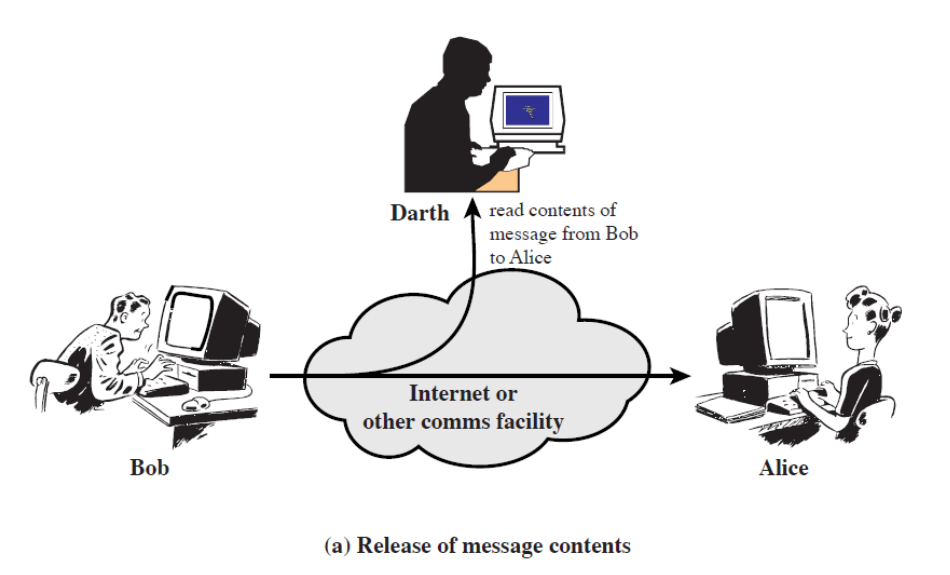 Darth
read contents of
message from Bob
to Alice
Internet or
other comms facility
Bob
Alice
(a) Release of message contents